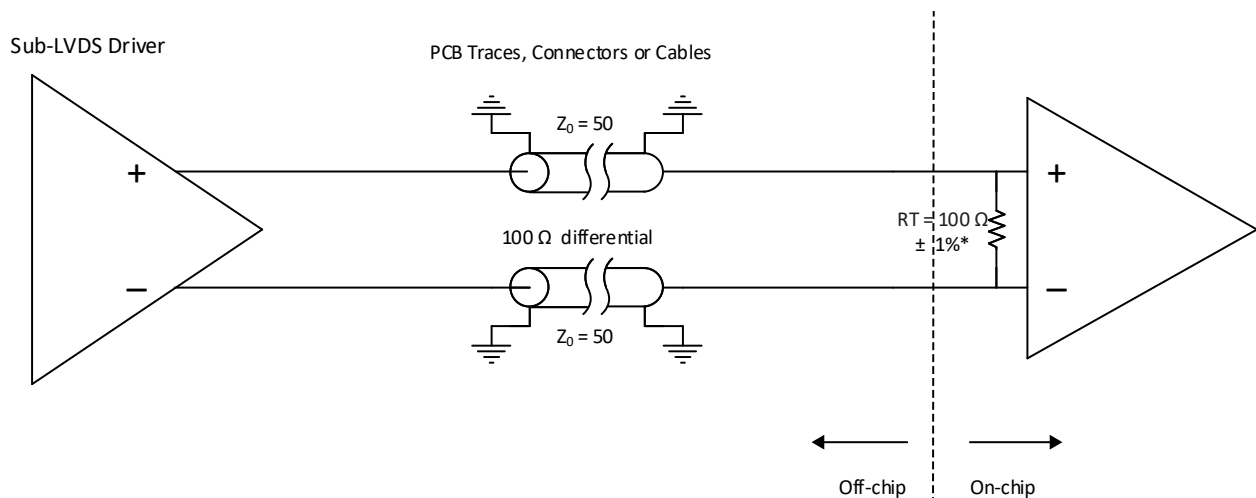 Sub-LVDS Driver
PCB Traces, Connectors or Cables
Z₀ = 50
+
+
RT = 100 Ω
± 1%*
100 Ω differential
−
−
Z₀ = 50
Off-chip
On-chip